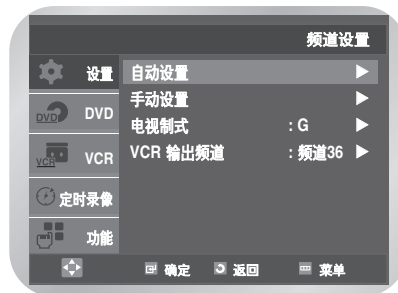 频道设置
设置
自动设置 ▶
手动设置 ▶
DVD DVD
电视制式 : G ▶
VCR VCR
VCR 输出频道 : 频道36 ▶
定时录像
功能
确定 返回 菜单